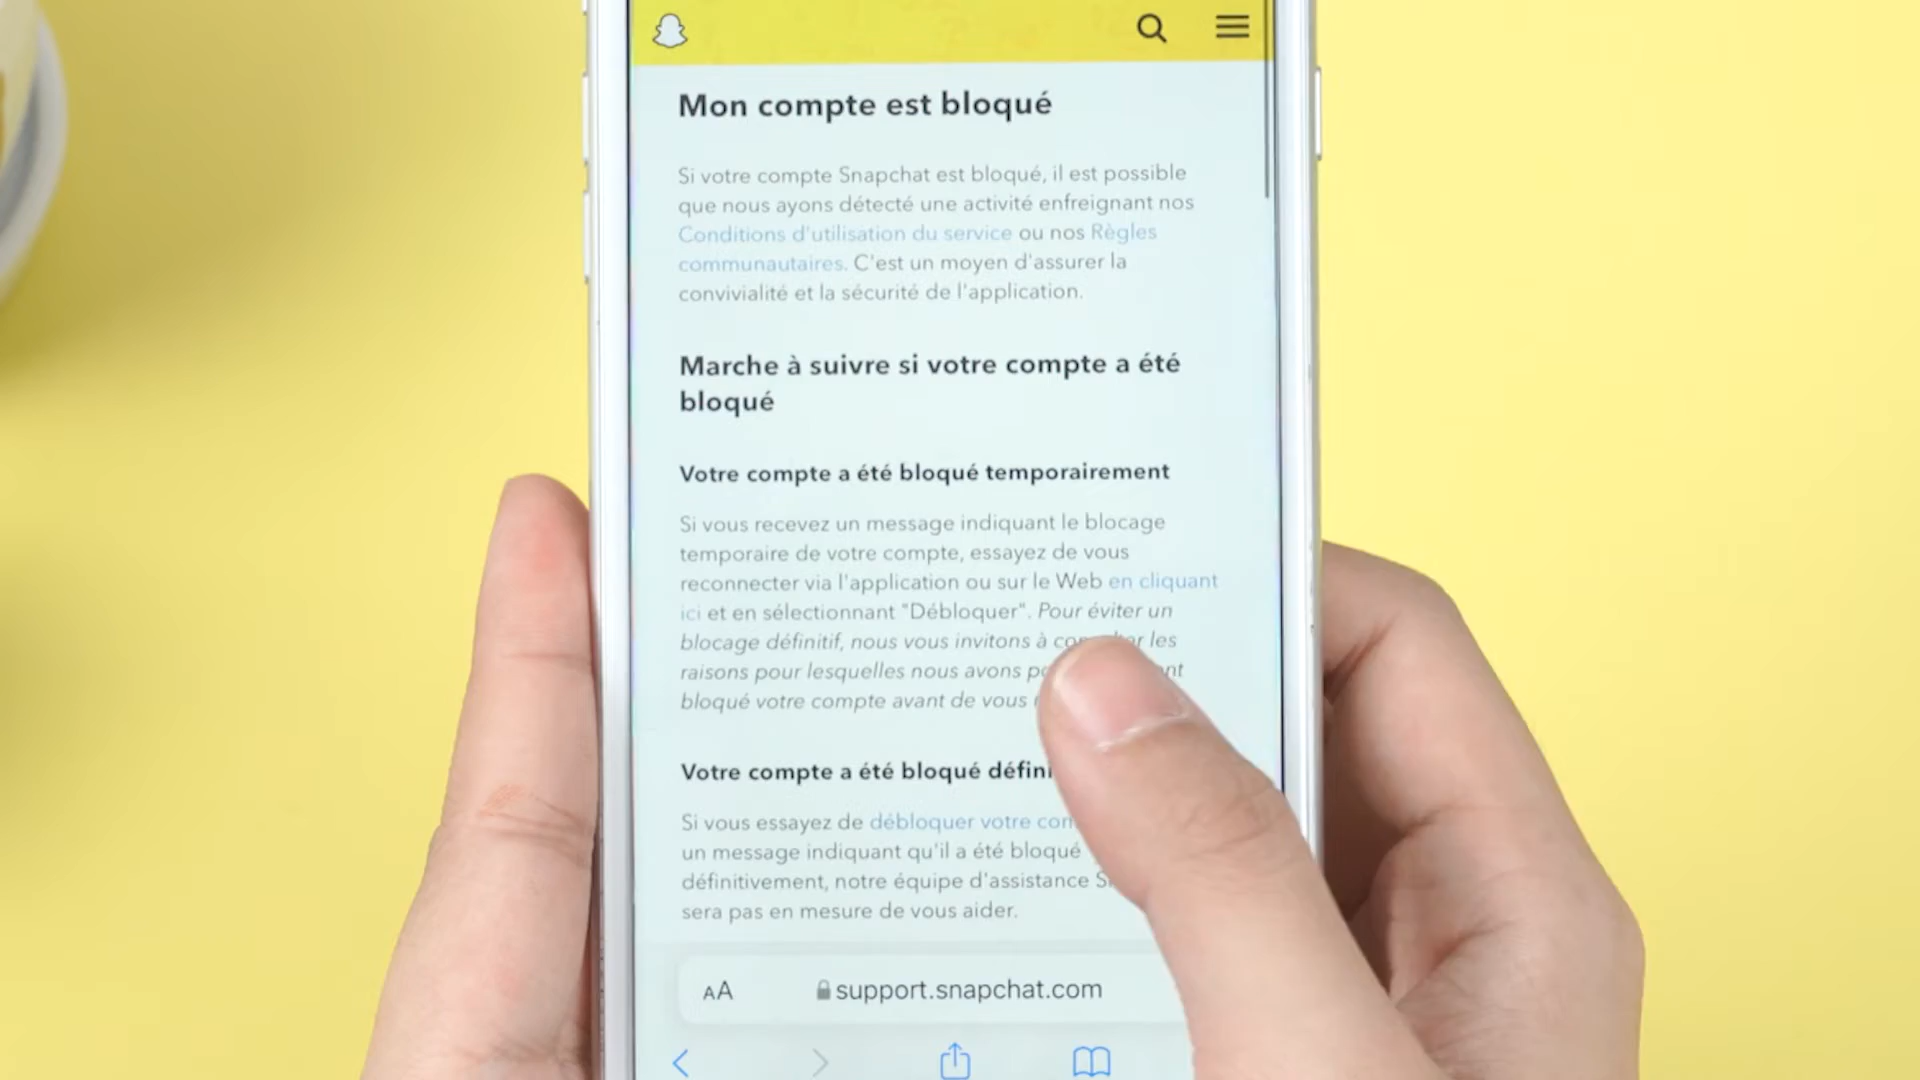 Mon compte est bloqué
Si votre compte Snapchat est bloqué, il est possible
que nous ayons détecté une activité enfreignant nos
Conditions d'utilisation du service ou nos Règles
communautaires. C'est un moyen d'assurer la
convivialité et la sécurité de l'application.
Marche à suivre si votre compte a été
bloqué
Votre compte a été bloqué temporairement
Si vous recevez un message indiquant le blocage
temporaire de votre compte, essayez de vous
reconnecter via l'application ou sur le Web en cliquant
ici et en sélectionnant "Débloquer". Pour éviter un
blocage définitif, nous vous invitons à les
raisons pour lesquelles nous avons
bloqué votre compte avant de vous
Votre compte a été bloqué
Si vous essayez de débloquer votre
un message indiquant qu'il a été bloqué
définitivement, notre équipe d'assistance
sera pas en mesure de vous aider.
AA support.snapchat.com